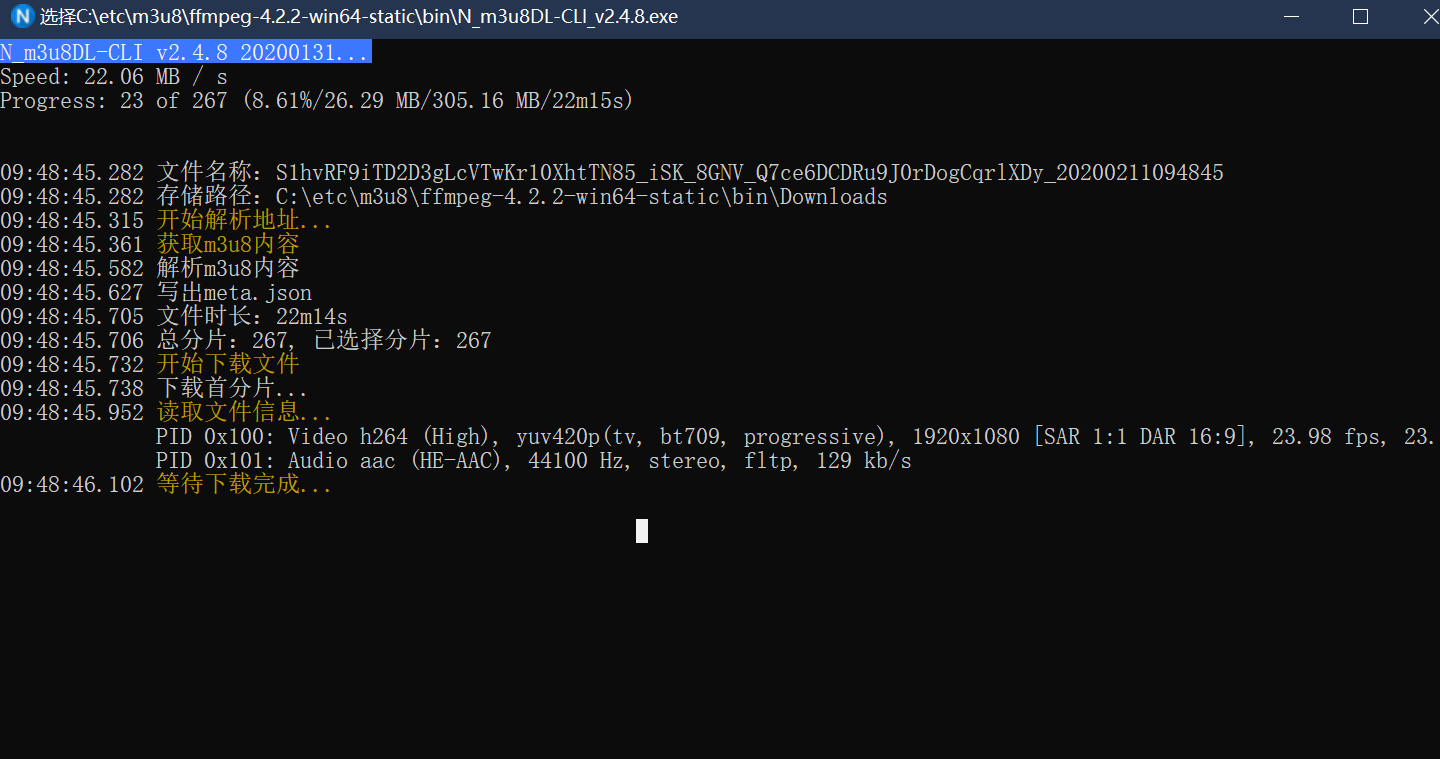 选择C:\etc\m3u8\ffmpeg-4.2.2-win64-static\bin\N_m3u8DL-CLI_v2.4.8.exe
N_m3u8DL-CLI v2.4.8 20200131...
Speed: 22.06 MB / s
Progress: 23 of 267 (8.61%/26.29 MB/305.16 MB/22m15s)
09:48:45.282 文件名称：S1hvRF9iTD2D3gLcVTwKr10XhtTN85_iSK_8GNV_Q7ce6DCDRu9J0rDogCqrlXDy_20200211094845
09:48:45.282 存储路径：C:\etc\m3u8\ffmpeg-4.2.2-win64-static\bin\Downloads
09:48:45.315 开始解析地址...
09:48:45.361 获取m3u8内容
09:48:45.582 解析m3u8内容
09:48:45.627 写出meta.json
09:48:45.705 文件时长：22m14s
09:48:45.706 总分片：267, 已选择分片：267
09:48:45.732 开始下载文件
09:48:45.738 下载首分片...
09:48:45.952 读取文件信息...
PID 0x100: Video h264 (High), yuv420p(tv, bt709, progressive), 1920x1080 [SAR 1:1 DAR 16:9], 23.98 fps, 23.
PID 0x101: Audio aac (HE-AAC), 44100 Hz, stereo, fltp, 129 kb/s
09:48:46.102 等待下载完成...